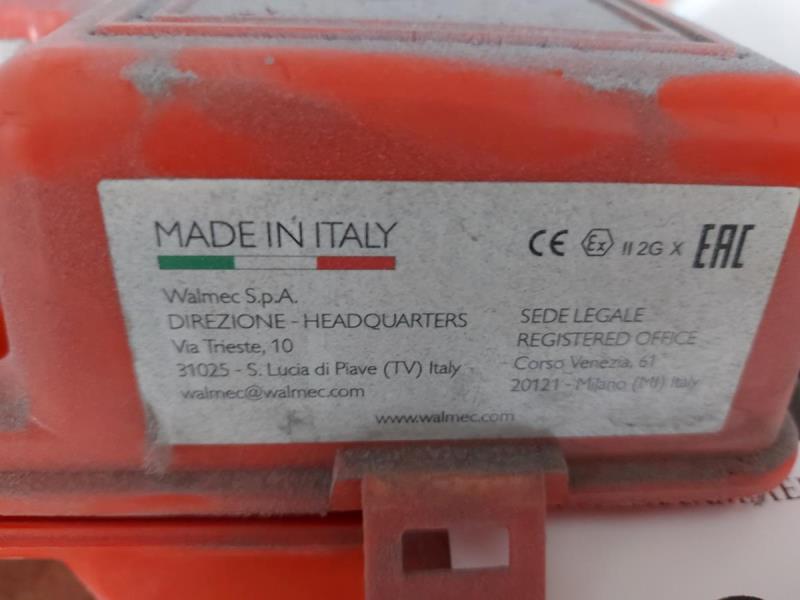 MADE IN ITALY
Walmec S.p.A.
DIREZIONE - HEADQUARTERS
Via Trieste, 10
31025 - S. Lucia di Piave (TV) Italy
walmec@walmec.com
CE Ex II 2G X EAC
SEDE LEGALE
REGISTERED OFFICE
Corso Venezia, 61
20121 - Milano (MI) Italy
www.walmec.com